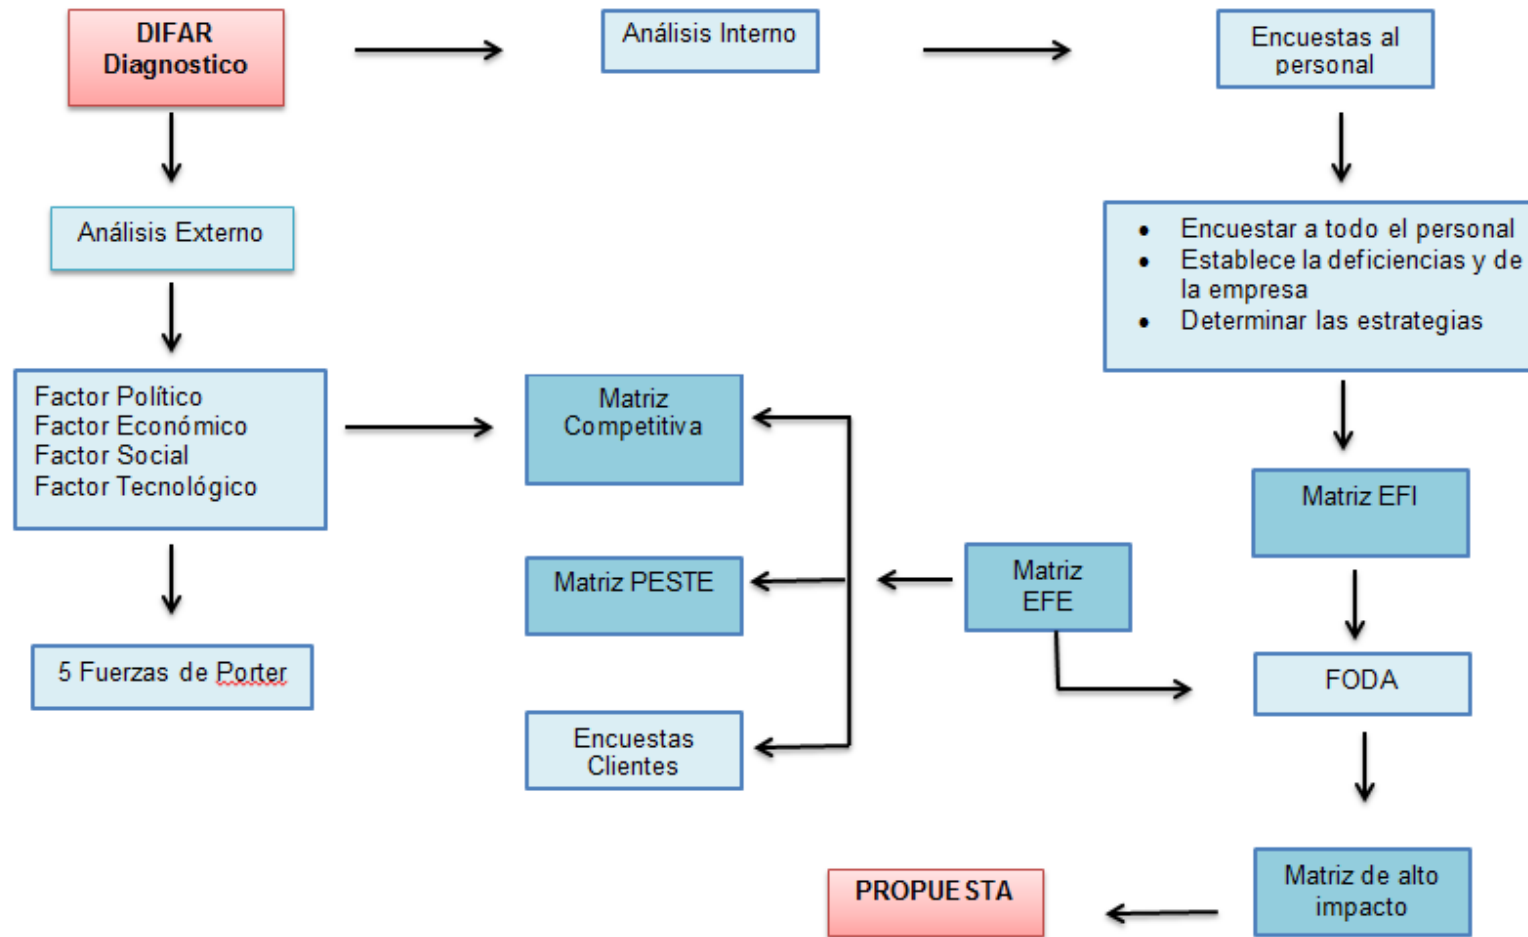 DIFAR
Diagnostico
Análisis Interno
Encuestas al
personal
Análisis Externo
• Encuestar a todo el personal
• Establece la deficiencias y de
la empresa
• Determinar las estrategias
Factor Político
Factor Económico
Factor Social
Factor Tecnológico
Matriz
Competitiva
Matriz EFI
Matriz PESTE
Matriz
EFE
5 Fuerzas de Porter
FODA
Encuestas
Clientes
Matriz de alto
impacto
PROPUESTA